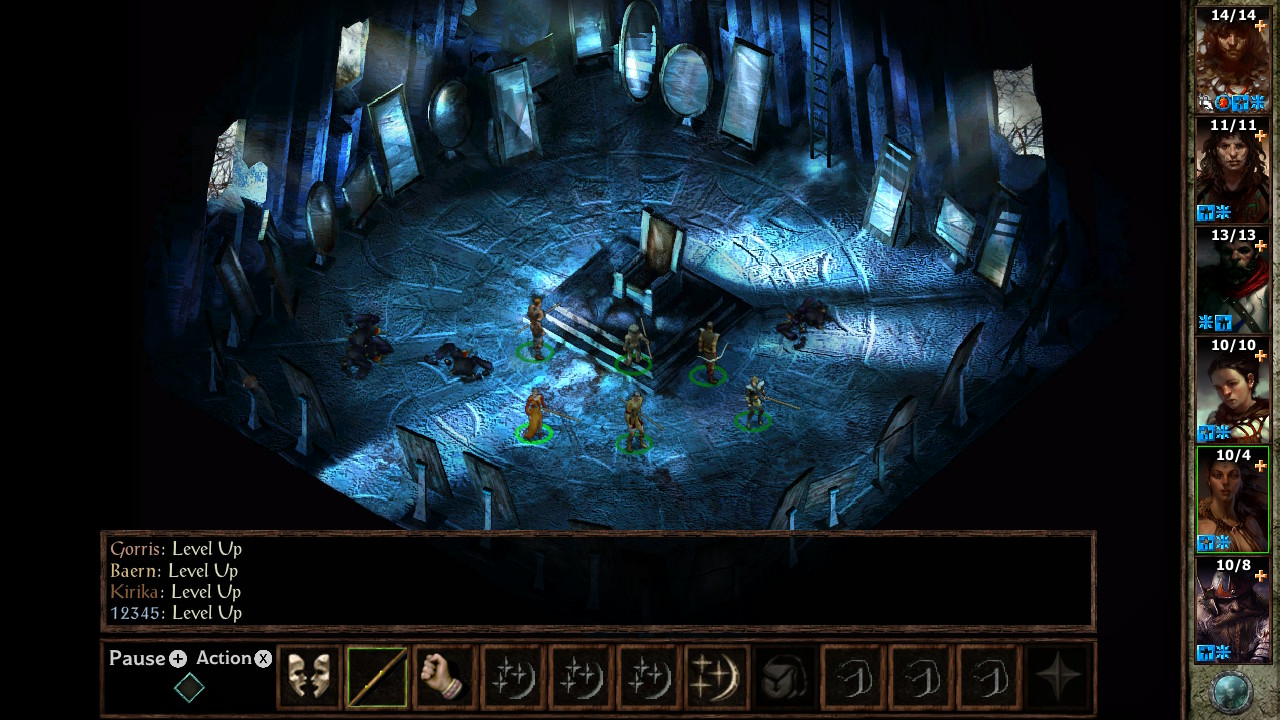 14/14
11/11
13/13
10/10
10/4
10/8
Gorris: Level Up
Baern: Level Up
Kirika: Level Up
12345: Level Up
Pause + Action X